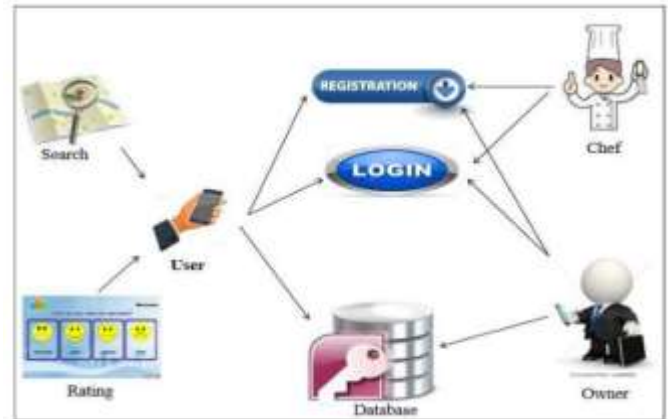 REGISTRATION
Search
LOGIN
Chef
User
Rating
Database
Owner